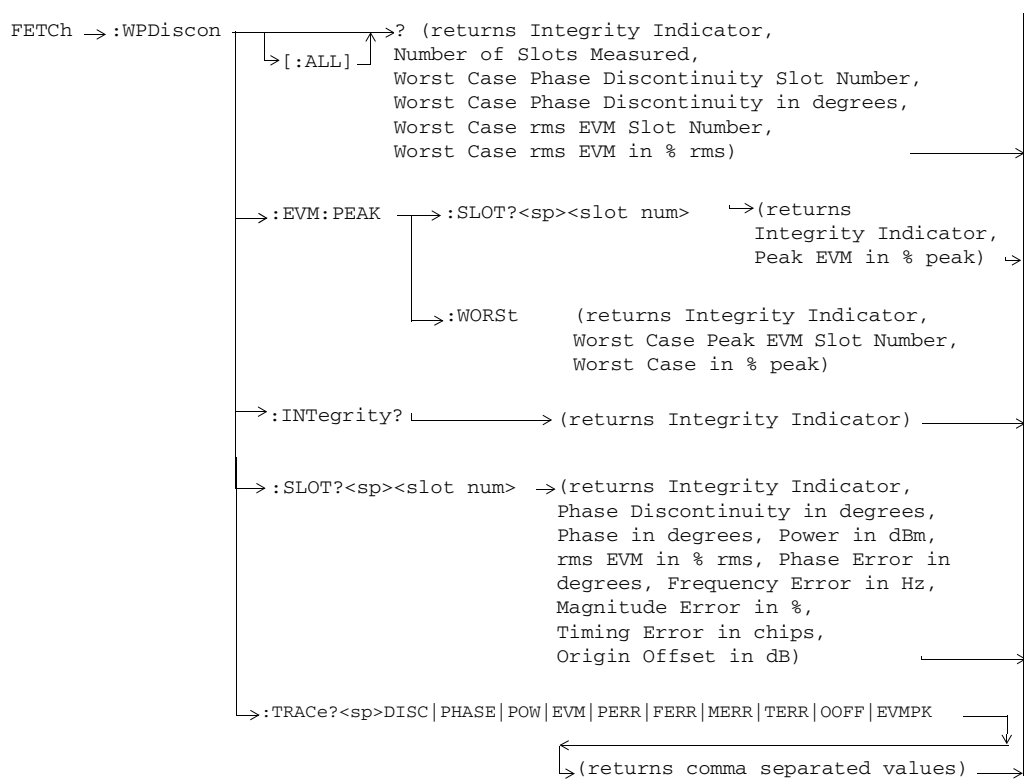 FETCh :WPDiscon ? (returns Integrity Indicator,
[:ALL] Number of Slots Measured,
Worst Case Phase Discontinuity Slot Number,
Worst Case Phase Discontinuity in degrees,
Worst Case rms EVM Slot Number,
Worst Case rms EVM in % rms)
:EVM:PEAK :SLOT?<sp><slot num> (returns
Integrity Indicator,
Peak EVM in % peak)
:WORSt (returns Integrity Indicator,
Worst Case Peak EVM Slot Number,
Worst Case in % peak)
:INTegrity? (returns Integrity Indicator)
:SLOT?<sp><slot num> (returns Integrity Indicator,
Phase Discontinuity in degrees,
Phase in degrees, Power in dBm,
rms EVM in % rms, Phase Error in
degrees, Frequency Error in Hz,
Magnitude Error in %,
Timing Error in chips,
Origin Offset in dB)
:TRACe?<sp>DISC|PHASE|POW|EVM|PERR|FERR|MERR|TERR|OOFF|EVMPK
(returns comma separated values)